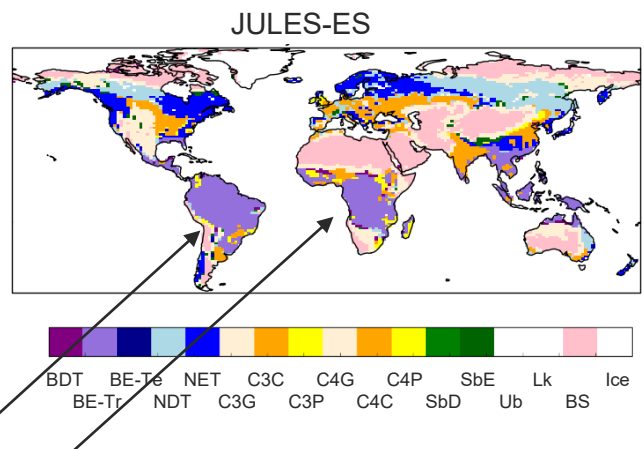 JULES-ES
BDT BE-Te NET C3C C4G C4P SbE Lk Ice
BE-Tr NDT C3G C3P C4C SbD Ub BS